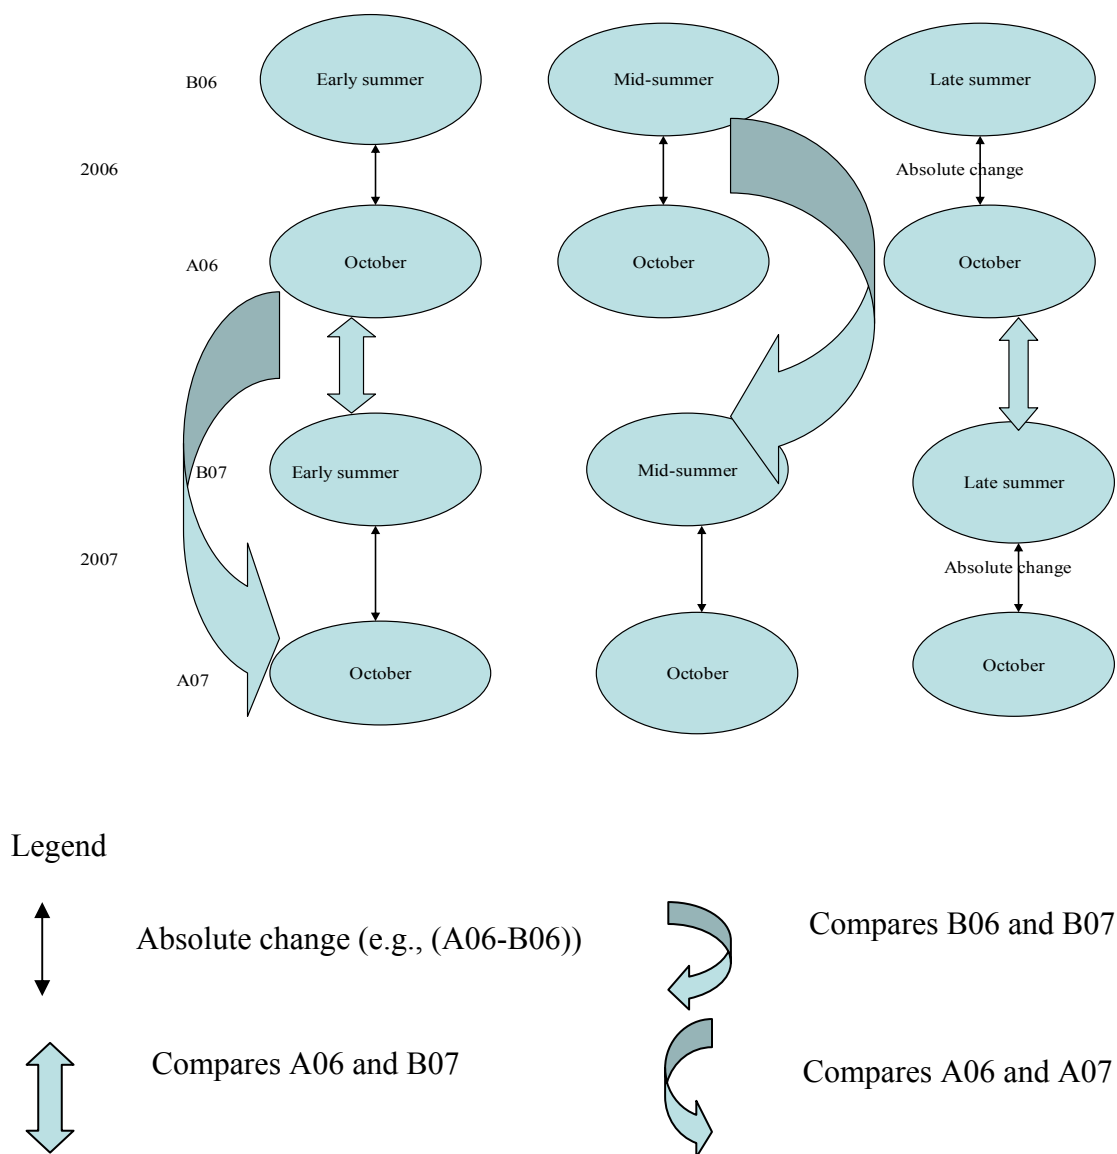 B06
Early summer
Mid-summer
Late summer
2006
Absolute change
A06
October
October
October
B07
Early summer
Mid-summer
Late summer
2007
Absolute change
A07
October
October
October
Legend
Absolute change (e.g., (A06-B06))
Compares B06 and B07
Compares A06 and B07
Compares A06 and A07